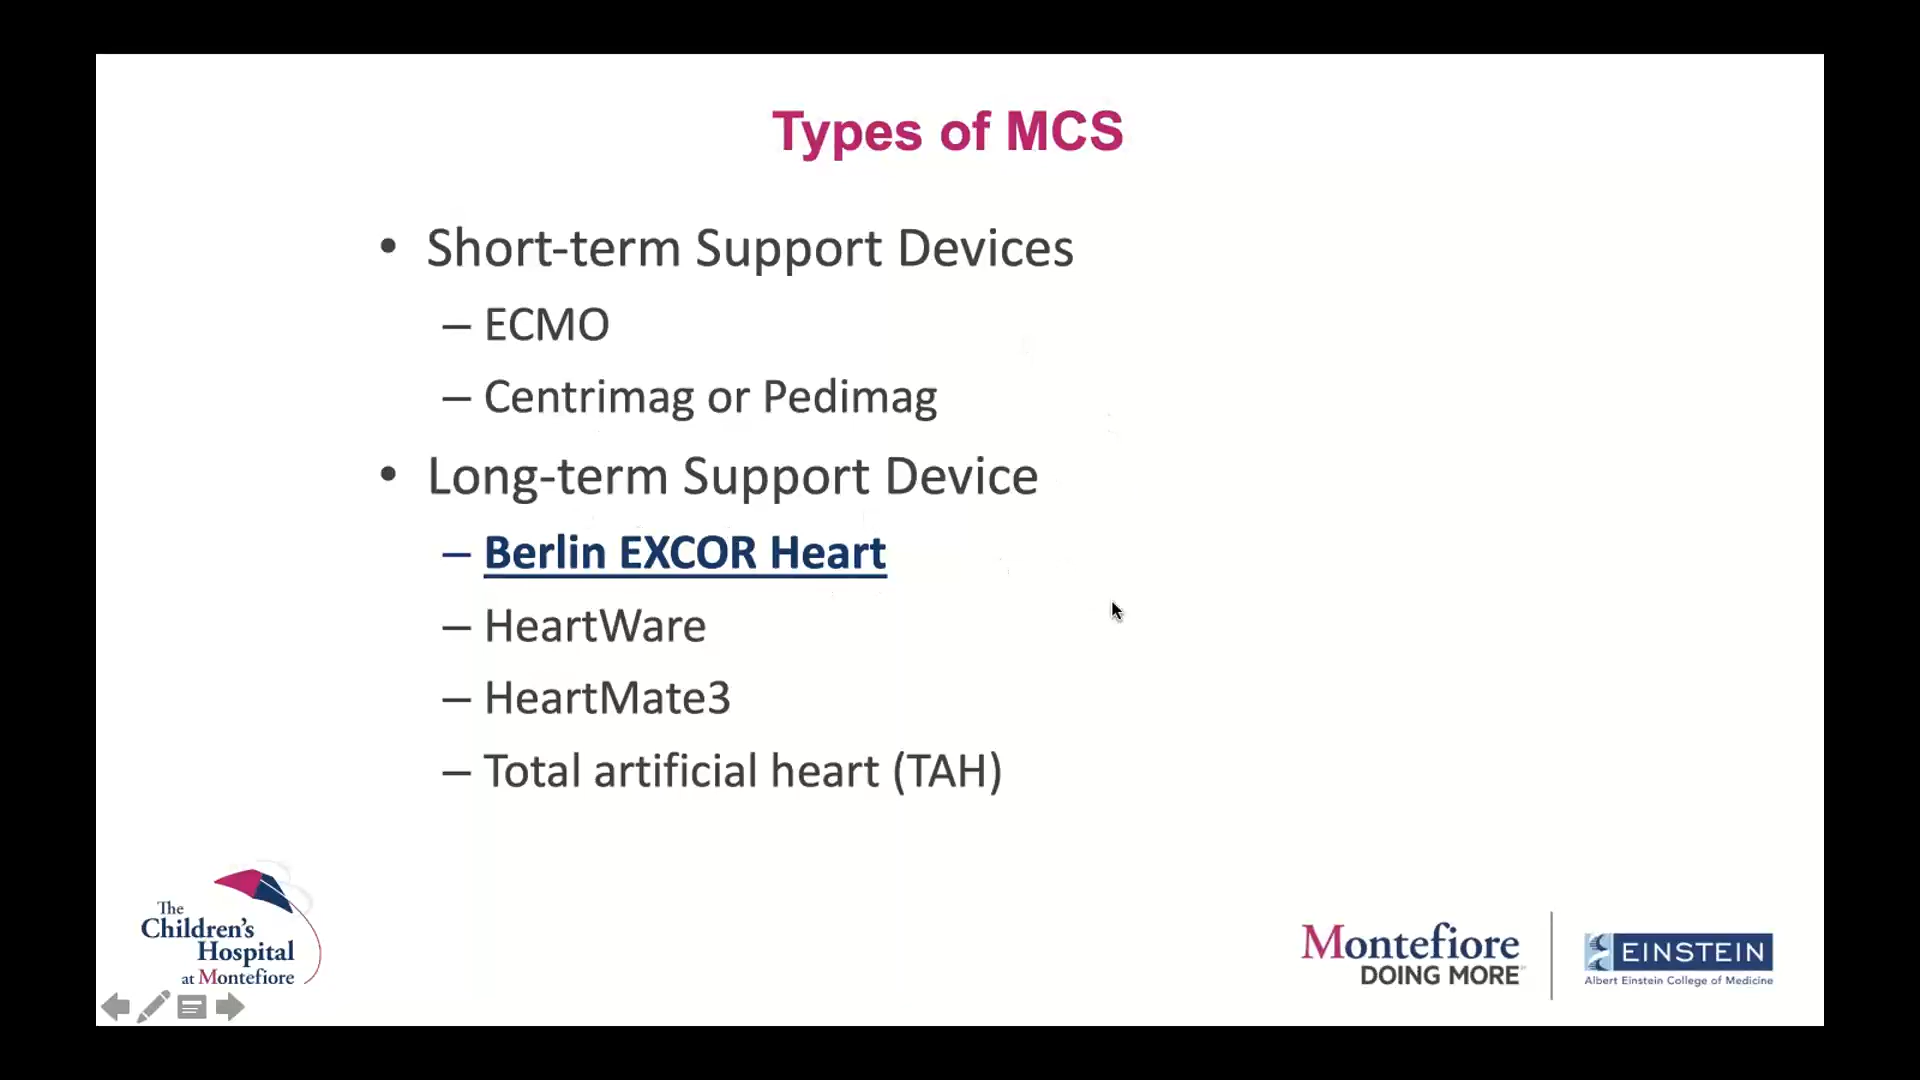 Types of MCS
• Short-term Support Devices
– ECMO
– Centrimag or Pedimag
• Long-term Support Device
– Berlin EXCOR Heart
– HeartWare
– HeartMate3
– Total artificial heart (TAH)
The
Children's
Hospital
at Montefiore
Montefiore
DOING MORE
EINSTEIN
Albert Einstein College of Medicine